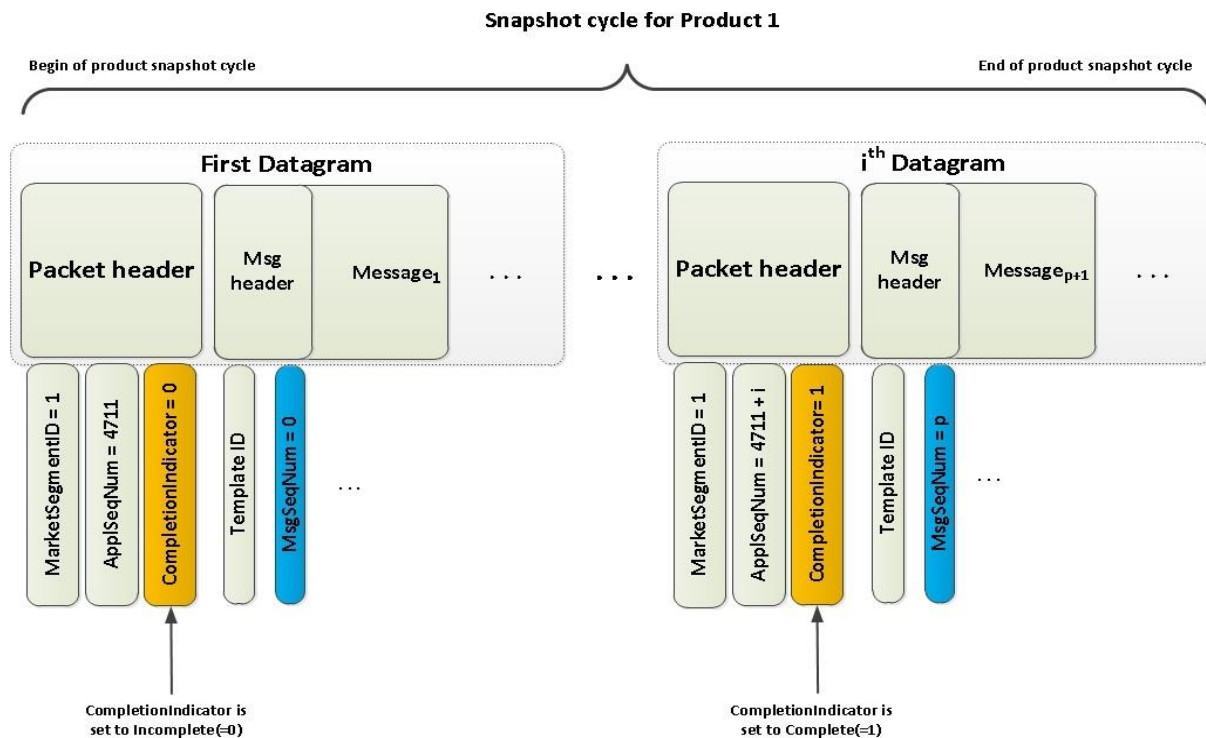 Snapshot cycle for Product 1
Begin of product snapshot cycle
End of product snapshot cycle
First Datagram
Packet header
Msg
header
Message1
. . .
. . .
ith Datagram
Packet header
Msg
header
Messagep+1
. . .
MarketSegmentID = 1
ApplSeqNum = 4711
CompletionIndicator = 0
Template ID
MsgSeqNum = 0
...
MarketSegmentID = 1
ApplSeqNum = 4711 + i
CompletionIndicator= 1
Template ID
MsgSeqNum = p
...
CompletionIndicator is
set to Incomplete(=0)
CompletionIndicator is
set to Complete(=1)